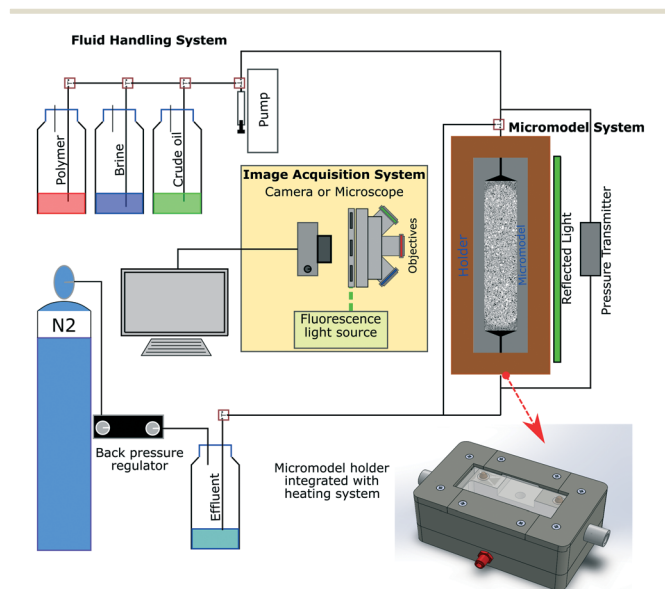 Fluid Handling System
Pump
Polymer
Brine
Crude oil
Micromodel System
Image Acquisition System
Camera or Microscope
Objectives
Fluorescence
light source
Holder
Micromodel
Reflected Light
Pressure Transmitter
N2
Back pressure
regulator
Effluent
Micromodel holder
integrated with
heating system